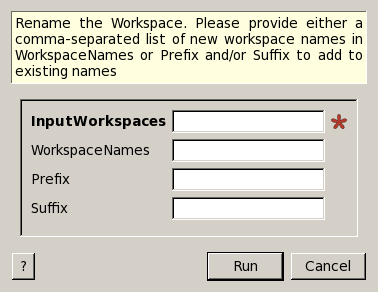 Rename the Workspace. Please provide either a
comma-separated list of new workspace names in
WorkspaceNames or Prefix and/or Suffix to add to
existing names
InputWorkspaces
WorkspaceNames
Prefix
Suffix
? Run Cancel